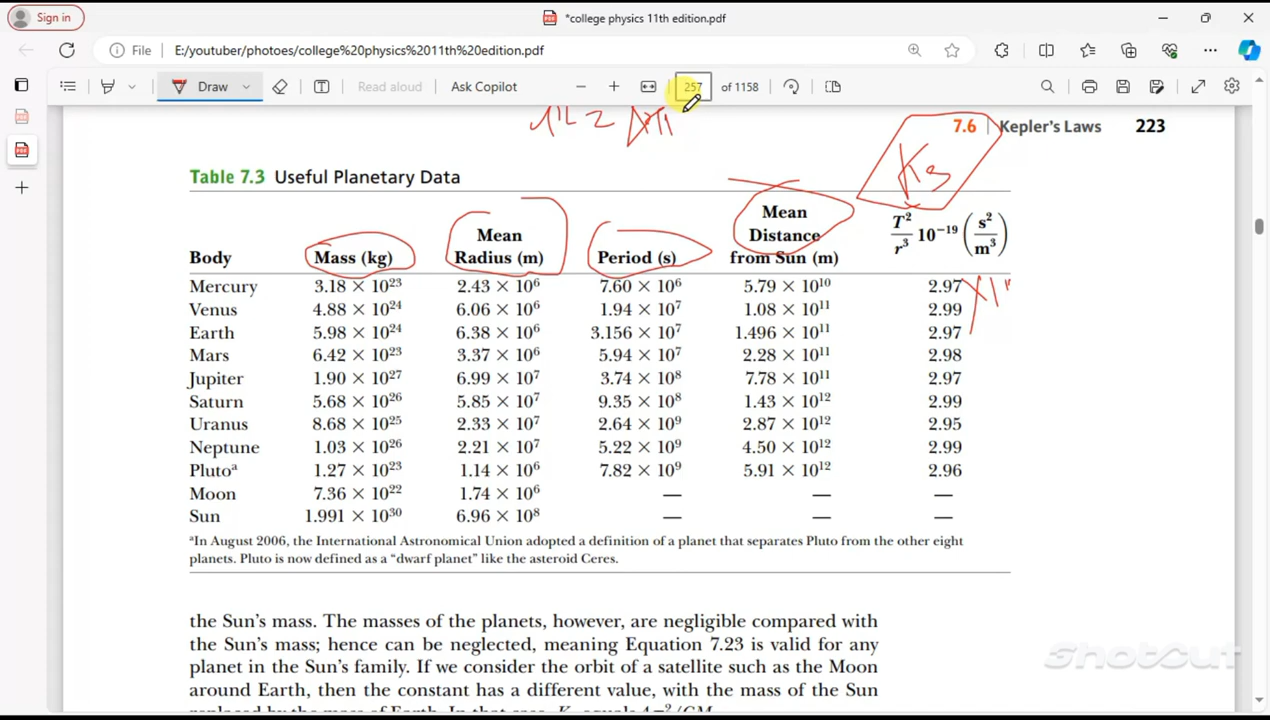 Sign in
*college physics 11th edition.pdf
File
E:/youtuber/photoes/college%20physics%2011th%20edition.pdf
Draw
Read aloud
Ask Copilot
257 of 1158
7.6 | Kepler's Laws 223
K₃
Table 7.3 Useful Planetary Data
Body Mass (kg) Mean Radius (m) Period (s) Mean Distance from Sun (m) T²/r³ 10⁻¹⁹ (s²/m³)
Mercury 3.18 × 10²³ 2.43 × 10⁶ 7.60 × 10⁶ 5.79 × 10¹⁰ 2.97
Venus 4.88 × 10²⁴ 6.06 × 10⁶ 1.94 × 10⁷ 1.08 × 10¹¹ 2.99
Earth 5.98 × 10²⁴ 6.38 × 10⁶ 3.156 × 10⁷ 1.496 × 10¹¹ 2.97
Mars 6.42 × 10²³ 3.37 × 10⁶ 5.94 × 10⁷ 2.28 × 10¹¹ 2.98
Jupiter 1.90 × 10²⁷ 6.99 × 10⁷ 3.74 × 10⁸ 7.78 × 10¹¹ 2.97
Saturn 5.68 × 10²⁶ 5.85 × 10⁷ 9.35 × 10⁸ 1.43 × 10¹² 2.99
Uranus 8.68 × 10²⁵ 2.33 × 10⁷ 2.64 × 10⁹ 2.87 × 10¹² 2.95
Neptune 1.03 × 10²⁶ 2.21 × 10⁷ 5.22 × 10⁹ 4.50 × 10¹² 2.99
Plutoᵃ 1.27 × 10²³ 1.14 × 10⁶ 7.82 × 10⁹ 5.91 × 10¹² 2.96
Moon 7.36 × 10²² 1.74 × 10⁶ — — —
Sun 1.991 × 10³⁰ 6.96 × 10⁸ — — —
ᵃIn August 2006, the International Astronomical Union adopted a definition of a planet that separates Pluto from the other eight
planets. Pluto is now defined as a “dwarf planet” like the asteroid Ceres.
the Sun's mass. The masses of the planets, however, are negligible compared with
the Sun's mass; hence can be neglected, meaning Equation 7.23 is valid for any
planet in the Sun's family. If we consider the orbit of a satellite such as the Moon
around Earth, then the constant has a different value, with the mass of the Sun
Shotcut